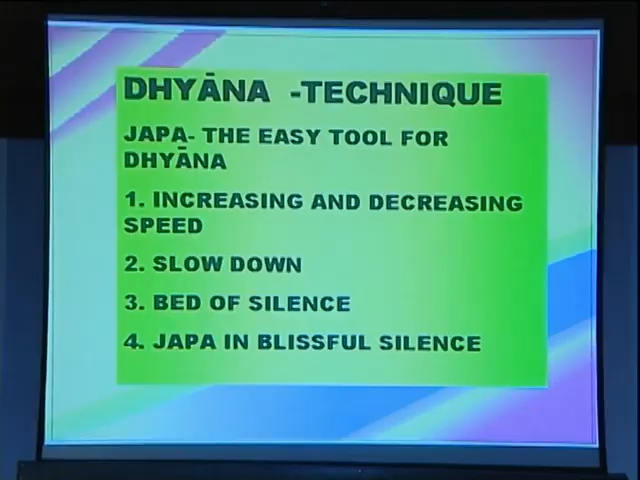 DHYĀNA -TECHNIQUE
JAPA- THE EASY TOOL FOR
DHYĀNA
1. INCREASING AND DECREASING
SPEED
2. SLOW DOWN
3. BED OF SILENCE
4. JAPA IN BLISSFUL SILENCE